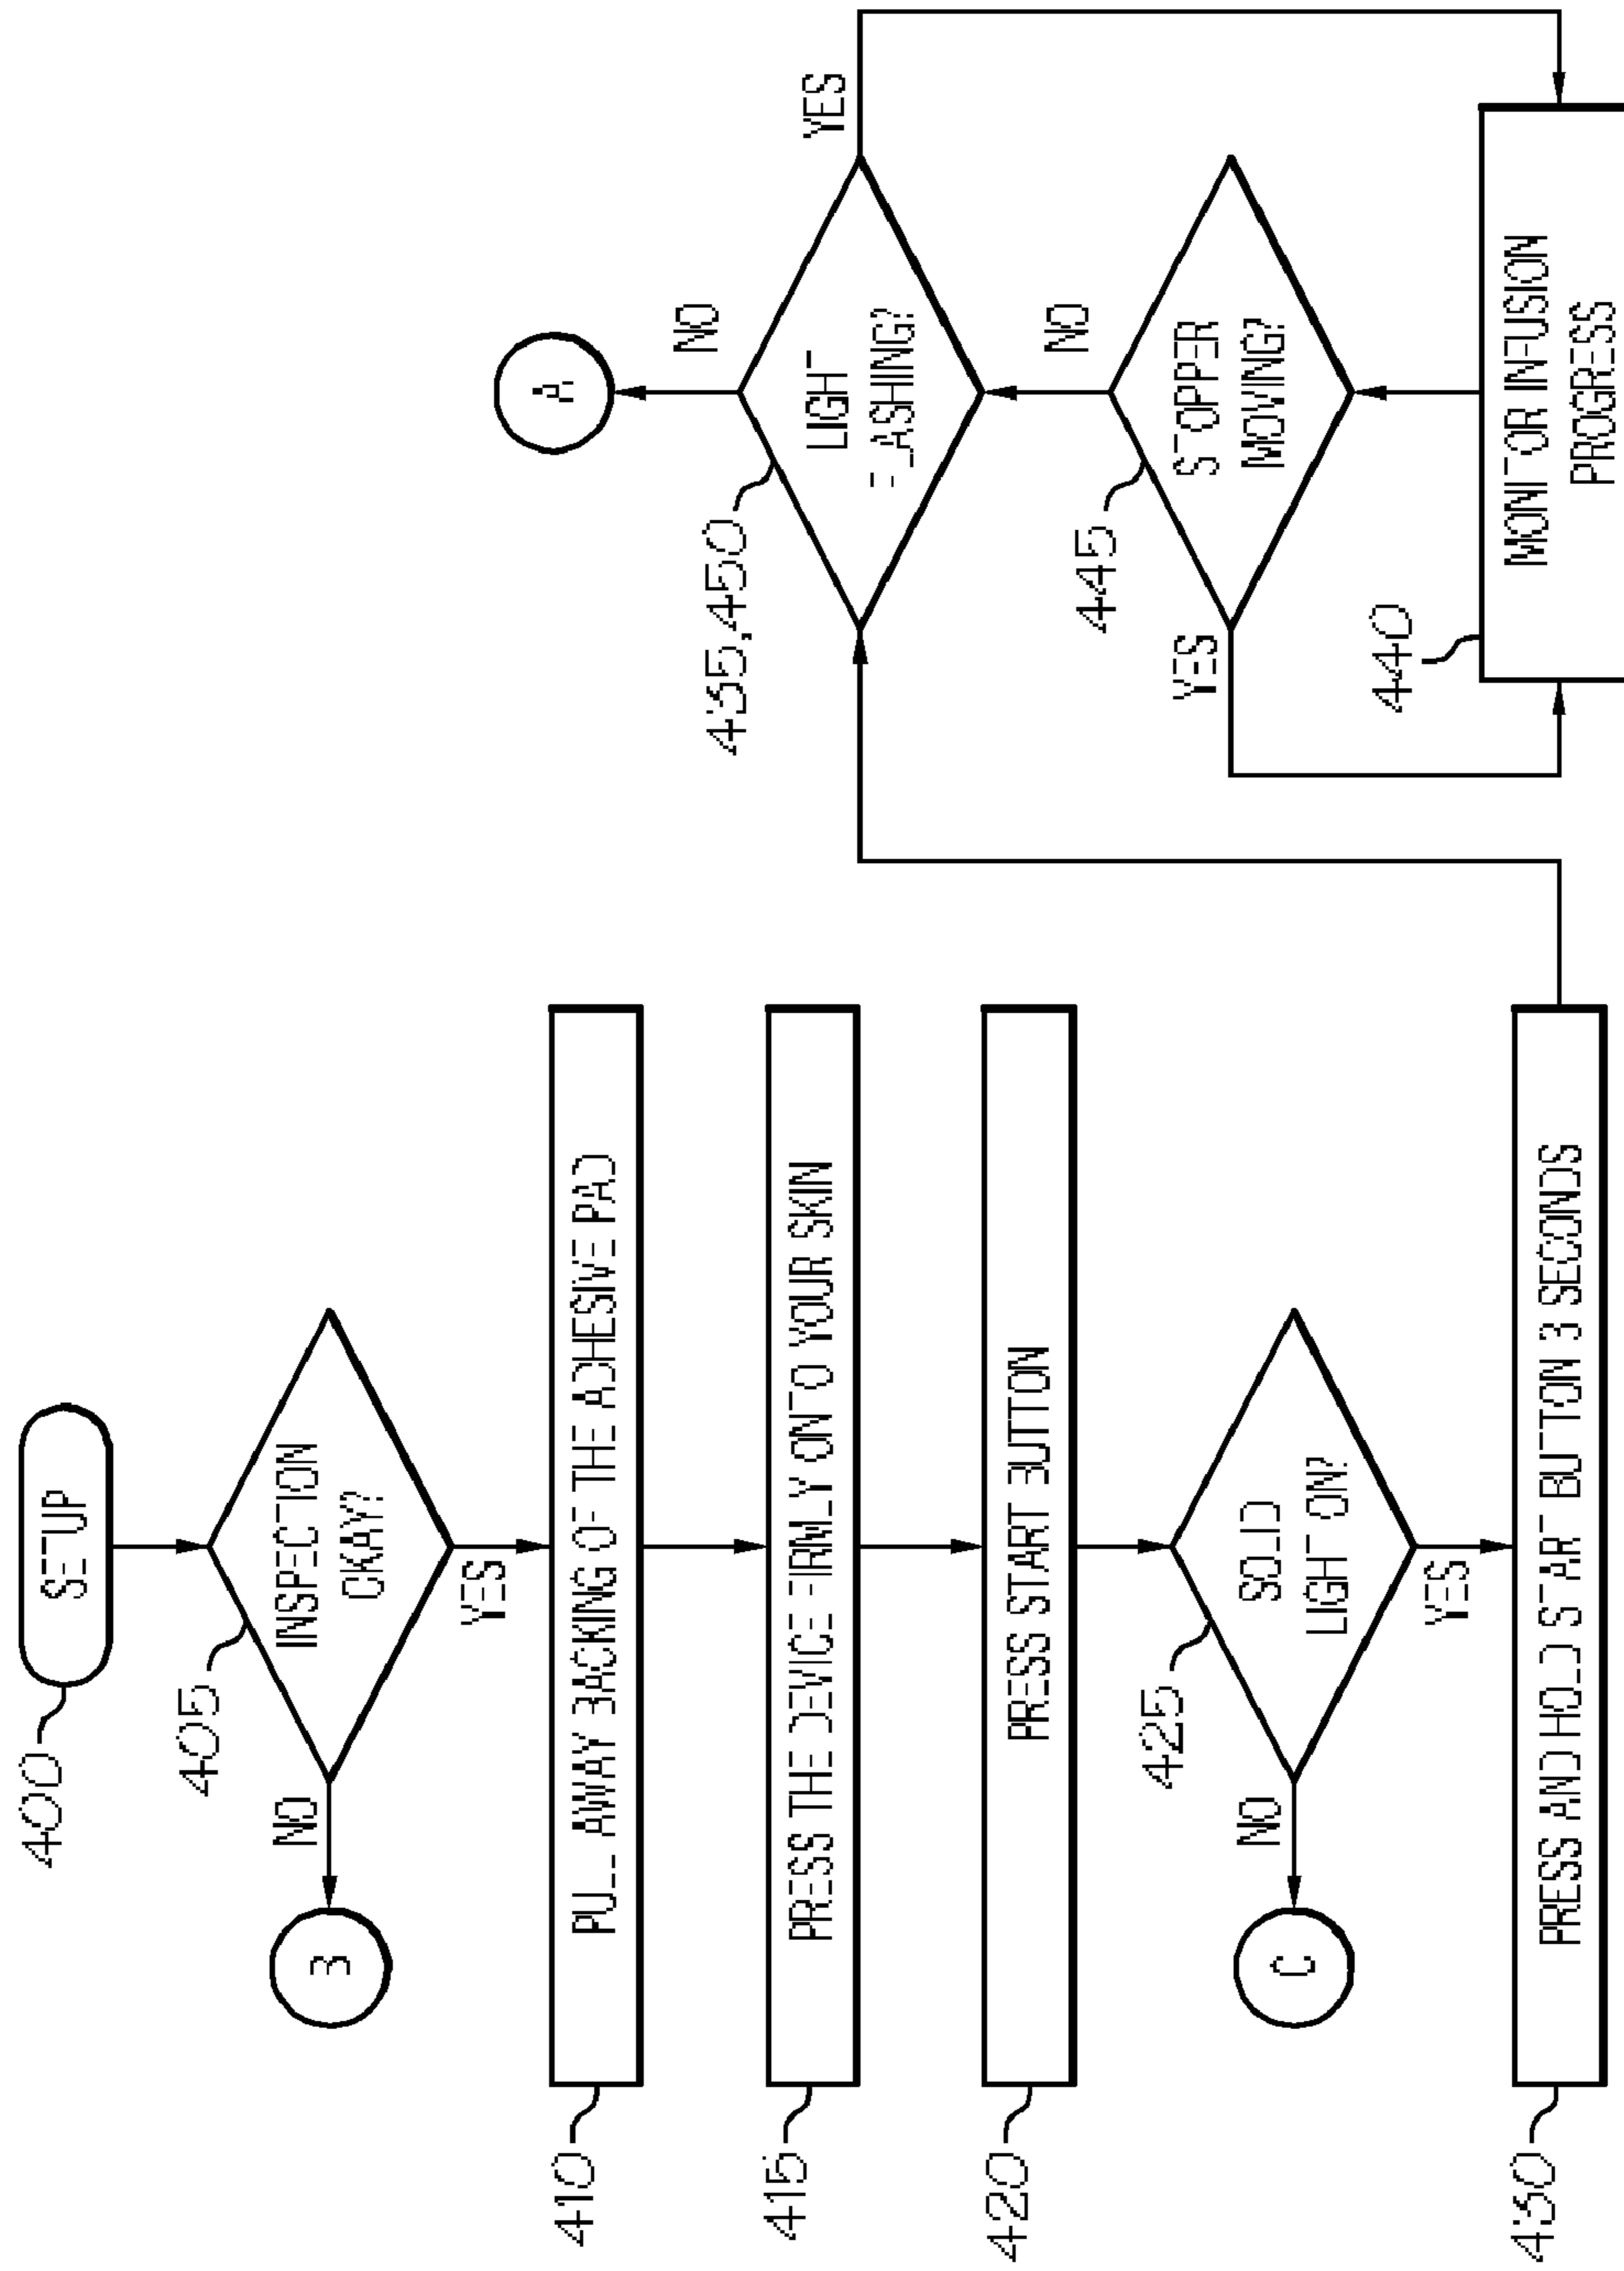 400
SETUP
405
INSPECTION
OKAY?
NO
B
YES
410
PULL AWAY BACKING OF THE ADHESIVE PAD
415
PRESS THE DEVICE FIRMLY ONTO YOUR SKIN
420
PRESS START BUTTON
425
SOLID
LIGHT ON?
NO
C
YES
430
PRESS AND HOLD START BUTTON 3 SECONDS
A
NO
435,450
LIGHT
FLASHING?
YES
NO
445
STOPPER
MOVING?
YES
440
MONITOR INFUSION
PROGRESS